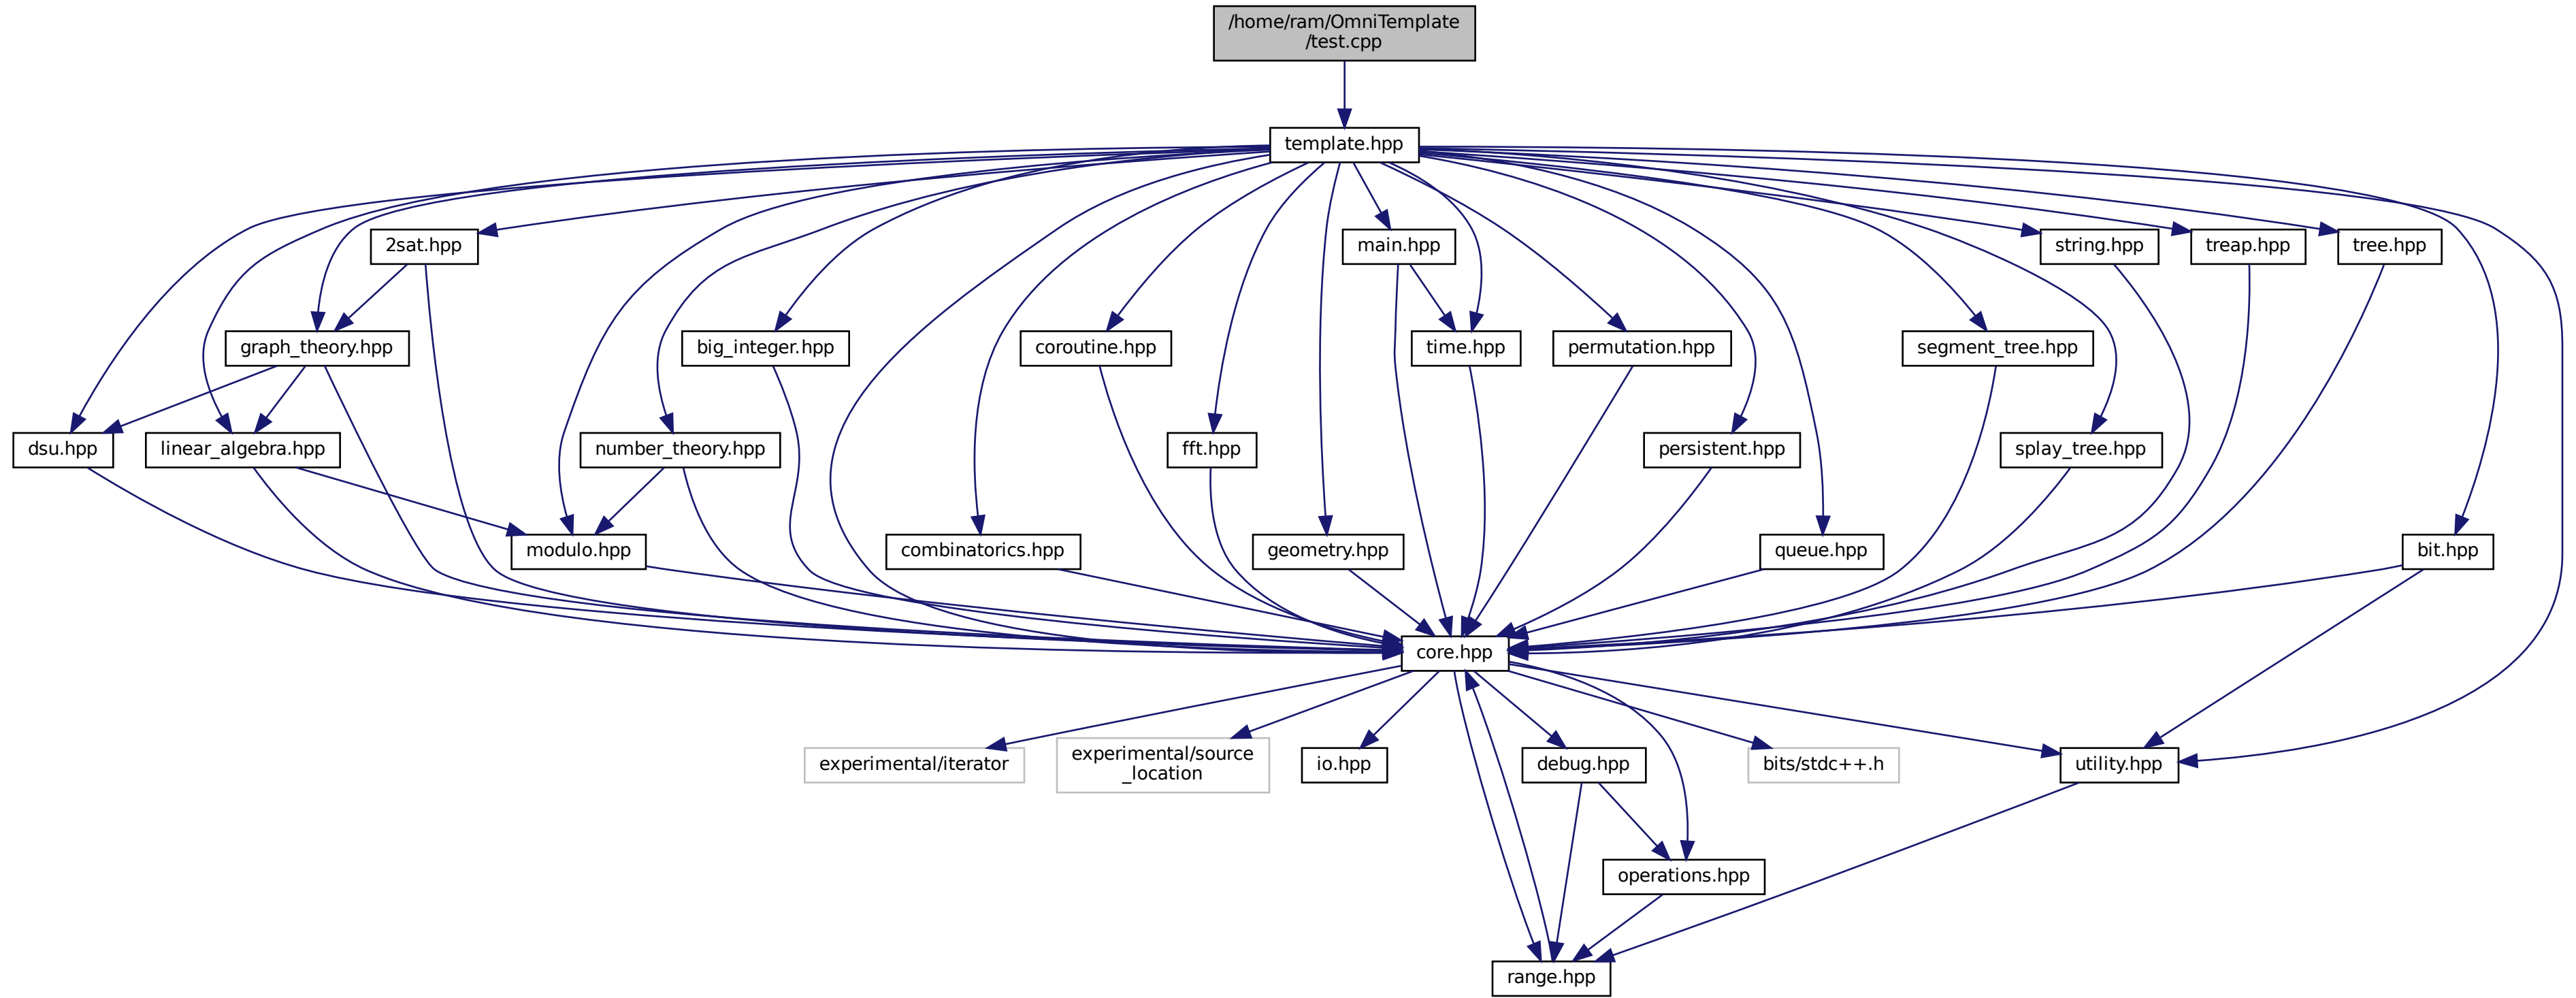 /home/ram/OmniTemplate
/test.cpp
template.hpp
2sat.hpp
main.hpp
string.hpp
treap.hpp
tree.hpp
graph_theory.hpp
big_integer.hpp
coroutine.hpp
time.hpp
permutation.hpp
segment_tree.hpp
dsu.hpp
linear_algebra.hpp
number_theory.hpp
fft.hpp
persistent.hpp
splay_tree.hpp
modulo.hpp
combinatorics.hpp
geometry.hpp
queue.hpp
bit.hpp
core.hpp
experimental/iterator
experimental/source
_location
io.hpp
debug.hpp
bits/stdc++.h
utility.hpp
operations.hpp
range.hpp